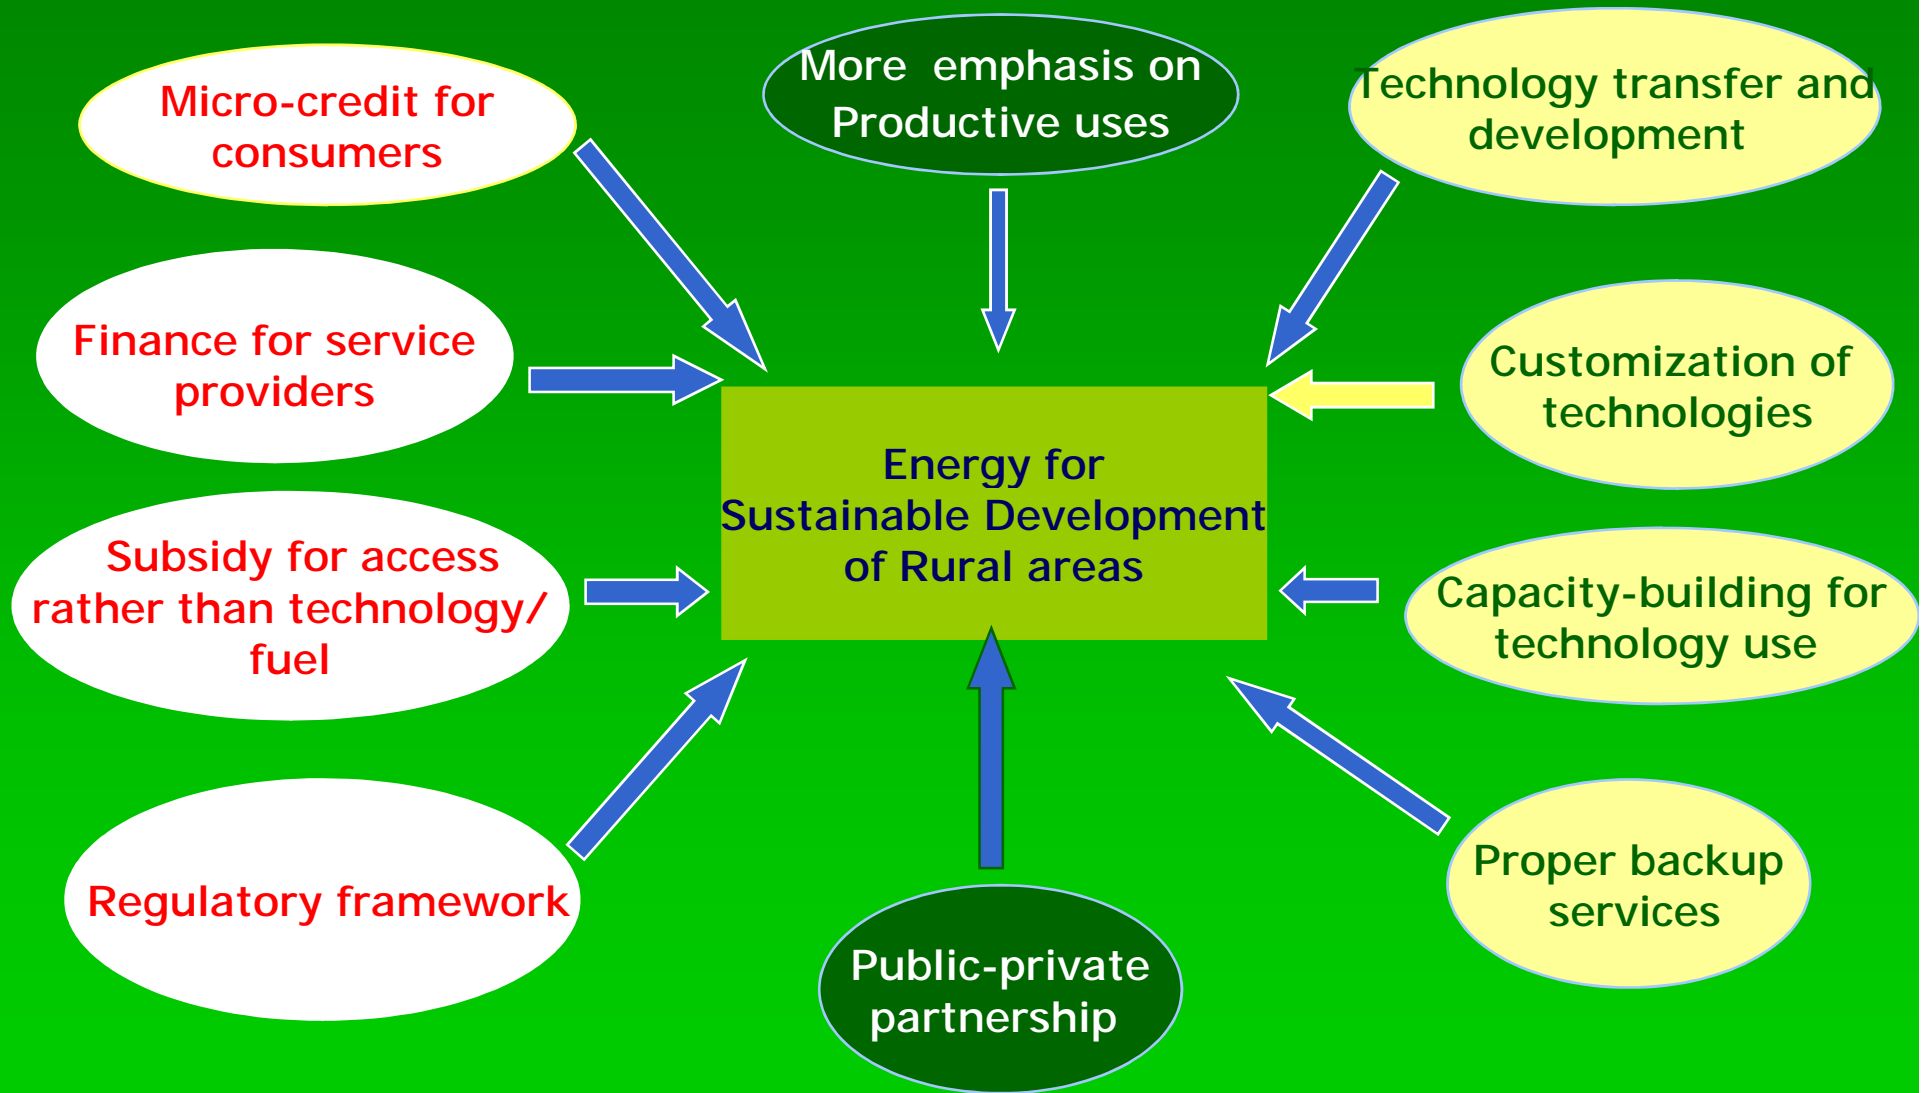 Micro-credit for
consumers
More emphasis on
Productive uses
Technology transfer and
development
Finance for service
providers
Customization of
technologies
Energy for
Sustainable Development
of Rural areas
Subsidy for access
rather than technology/
fuel
Capacity-building for
technology use
Regulatory framework
Proper backup
services
Public-private
partnership